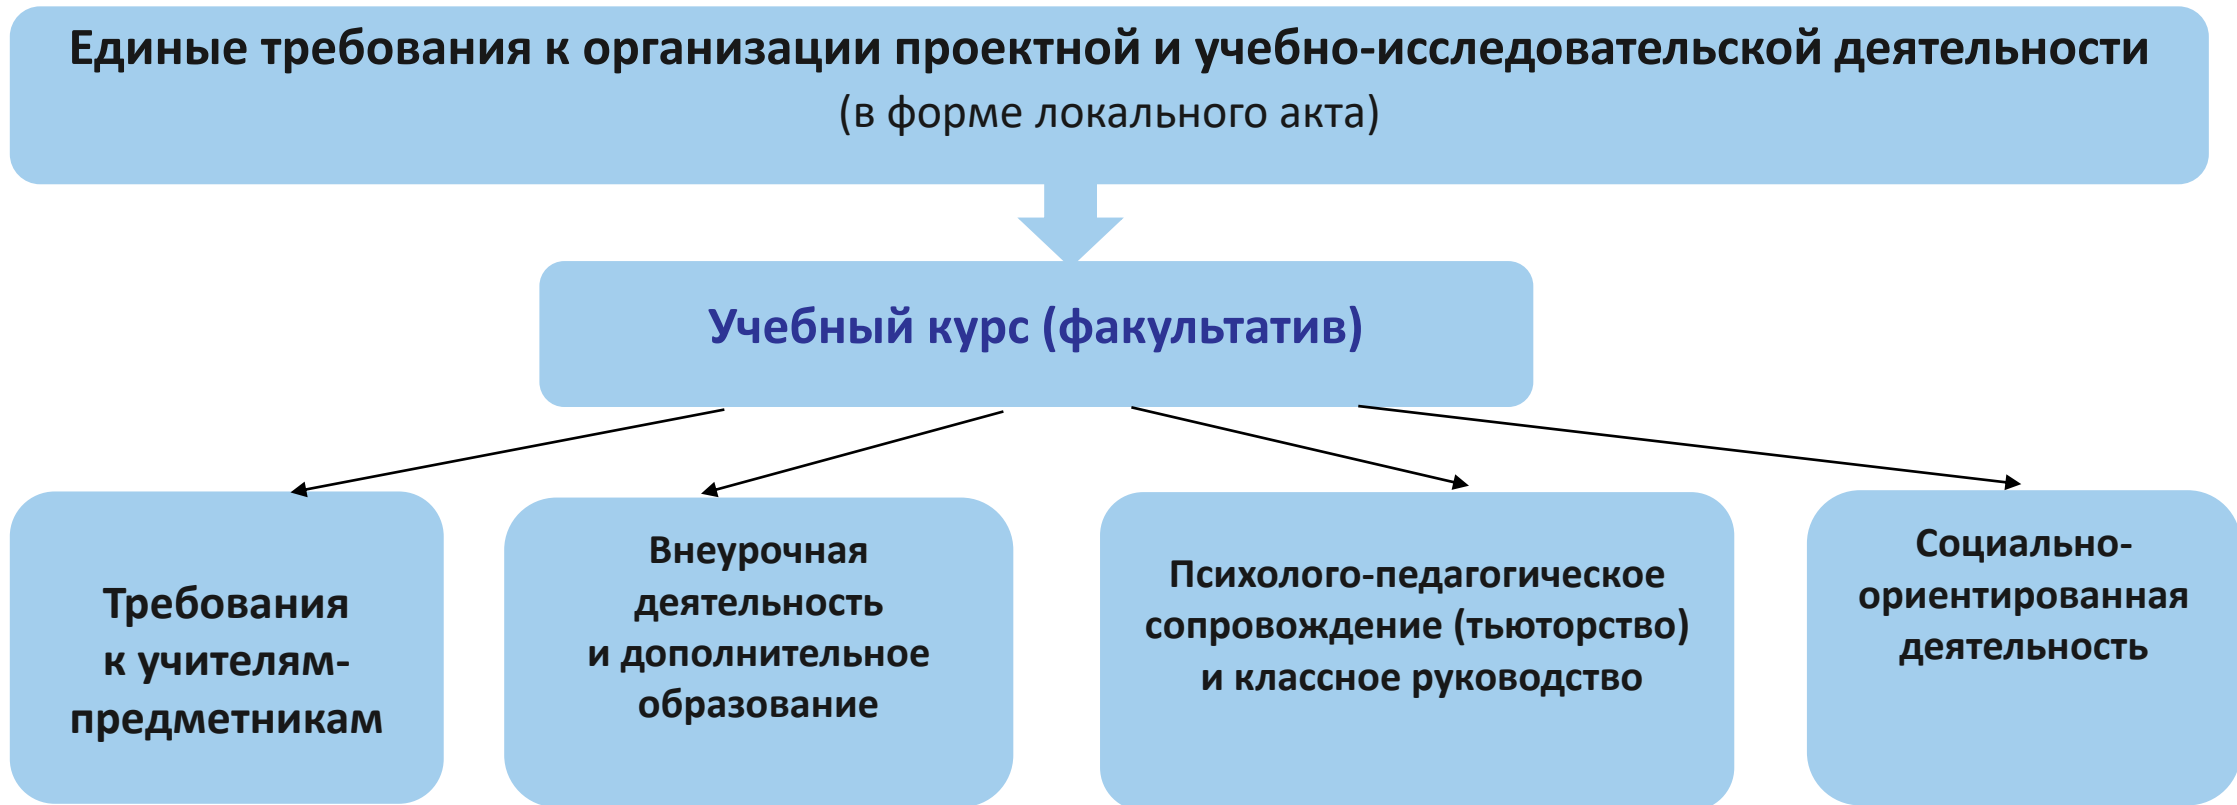 Единые требования к организации проектной и учебно-исследовательской деятельности
(в форме локального акта)
Учебный курс (факультатив)
Требования
к учителям-
предметникам
Внеурочная
деятельность
и дополнительное
образование
Психолого-педагогическое
сопровождение (тьюторство)
и классное руководство
Социально-
ориентированная
деятельность